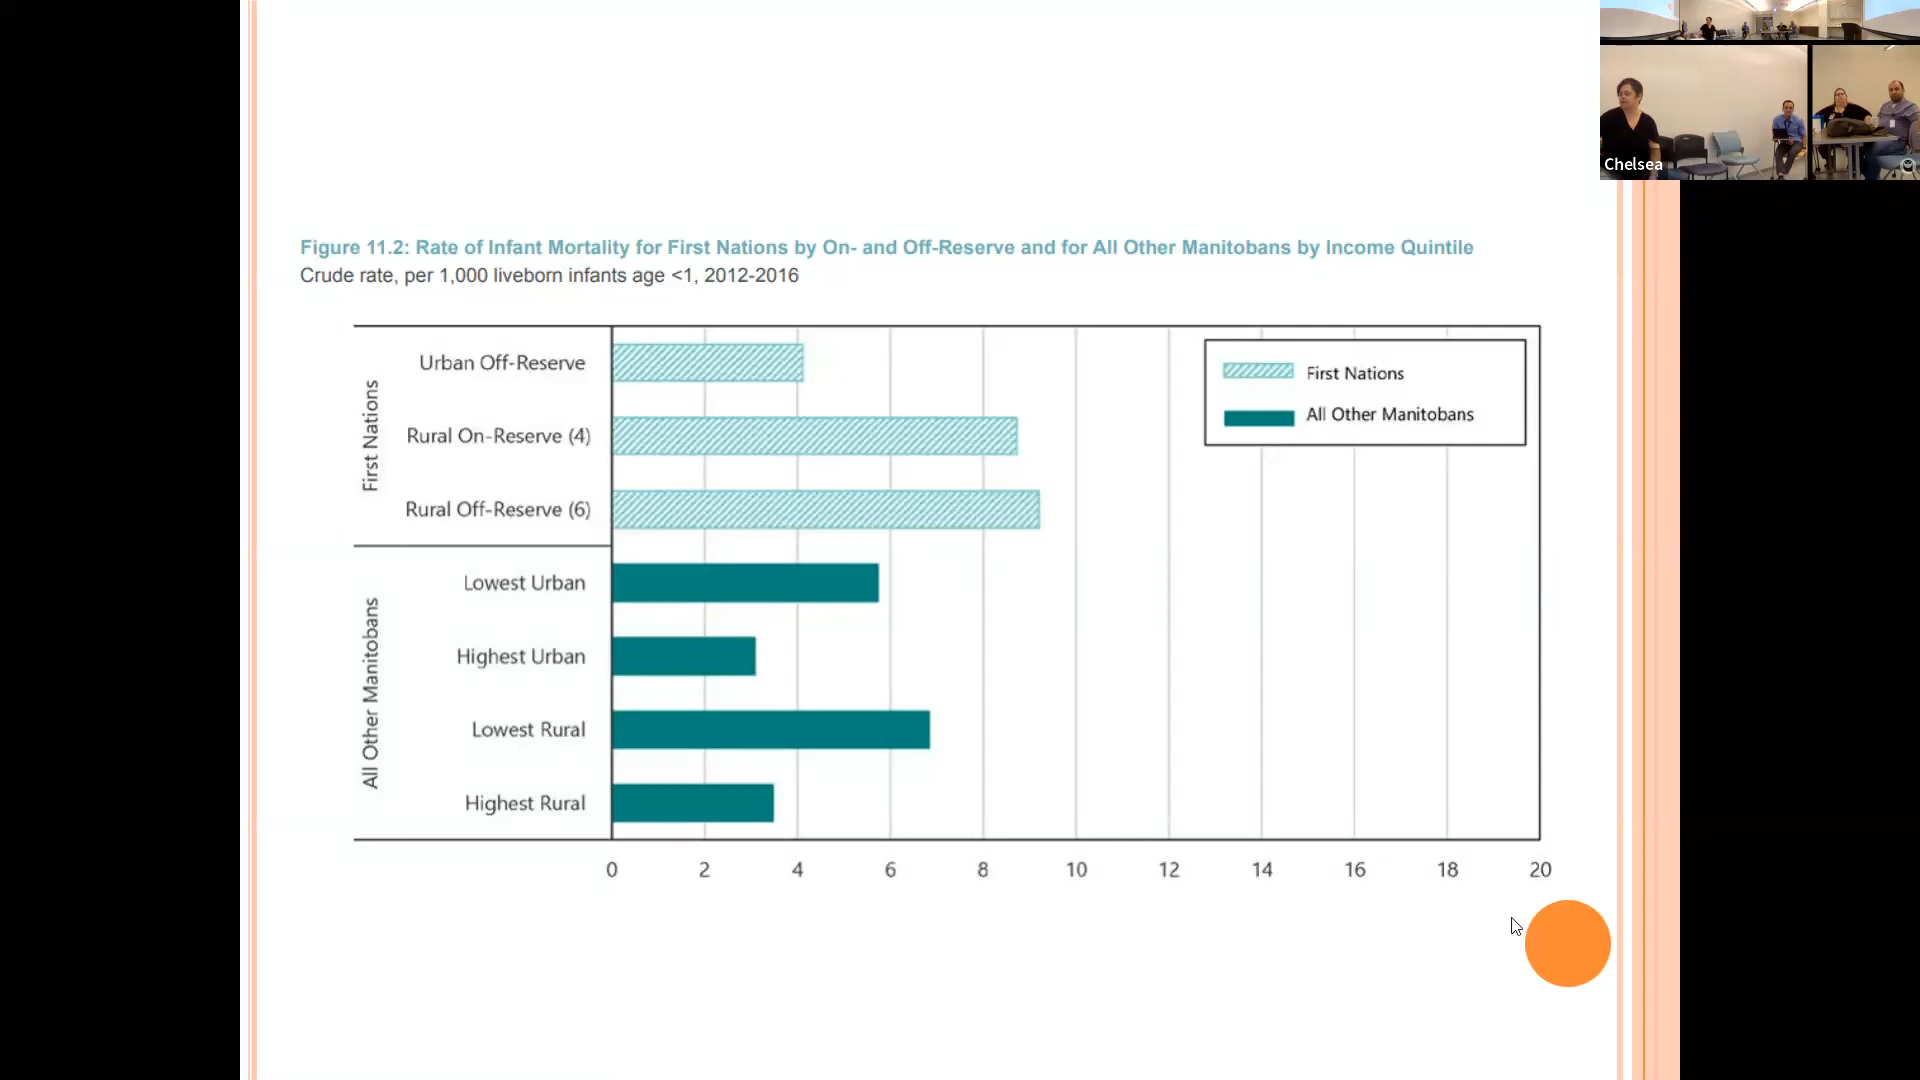 Chelsea
Figure 11.2: Rate of Infant Mortality for First Nations by On- and Off-Reserve and for All Other Manitobans by Income Quintile
Crude rate, per 1,000 liveborn infants age <1, 2012-2016
First Nations
Urban Off-Reserve
Rural On-Reserve (4)
Rural Off-Reserve (6)
All Other Manitobans
Lowest Urban
Highest Urban
Lowest Rural
Highest Rural
First Nations
All Other Manitobans
0 2 4 6 8 10 12 14 16 18 20